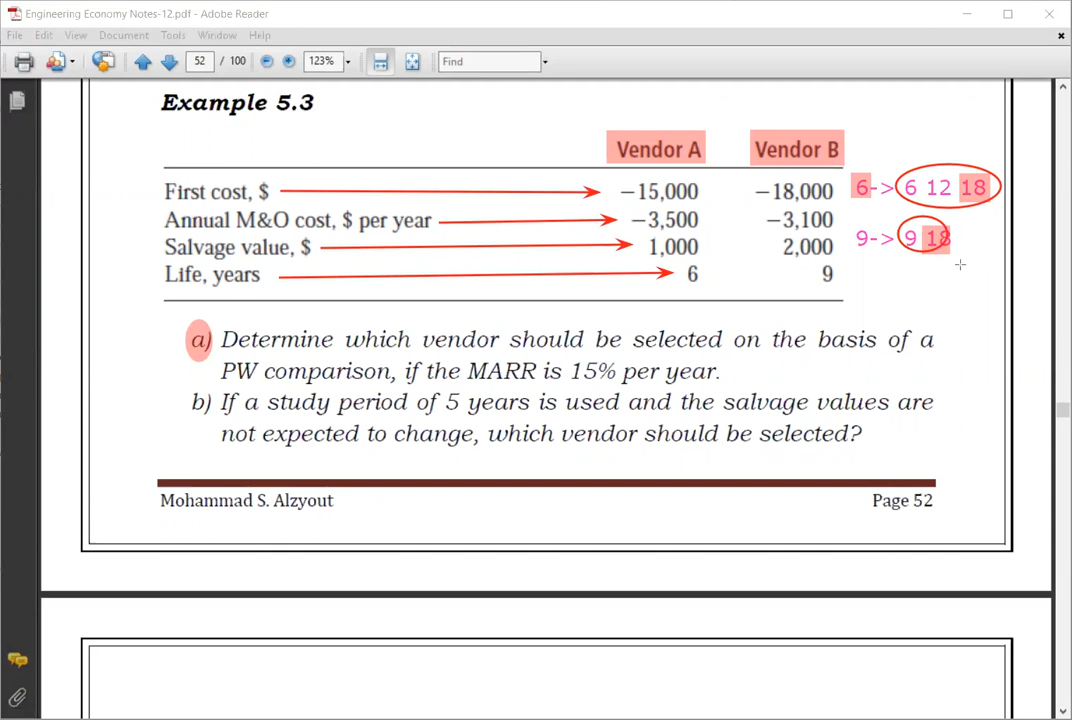 Engineering Economy Notes-12.pdf - Adobe Reader
File Edit View Document Tools Window Help
52 / 100 123% Find
Example 5.3
Vendor A Vendor B
First cost, $ −15,000 −18,000 6-> 6 12 18
Annual M&O cost, $ per year −3,500 −3,100
Salvage value, $ 1,000 2,000 9-> 9 18
Life, years 6 9
a) Determine which vendor should be selected on the basis of a
PW comparison, if the MARR is 15% per year.
b) If a study period of 5 years is used and the salvage values are
not expected to change, which vendor should be selected?
Mohammad S. Alzyout Page 52